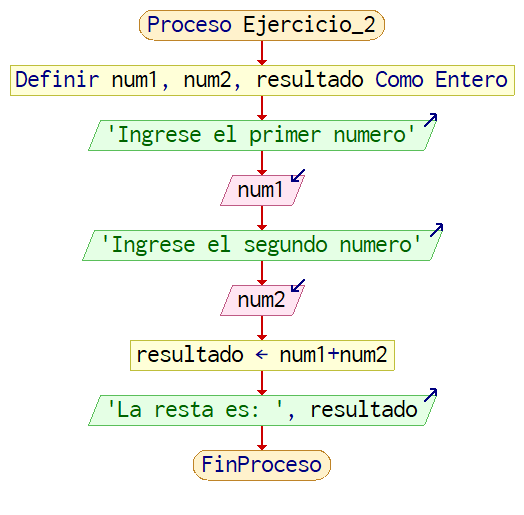 Proceso Ejercicio_2
Definir num1, num2, resultado Como Entero
'Ingrese el primer numero'
num1
'Ingrese el segundo numero'
num2
resultado ← num1+num2
'La resta es: ', resultado
FinProceso